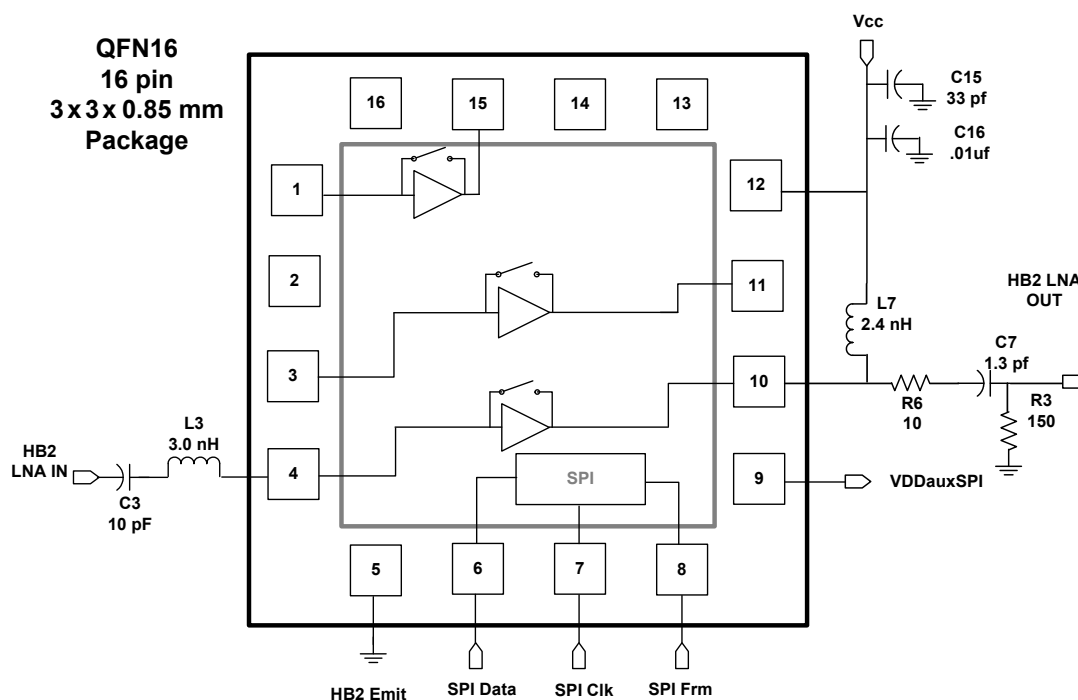 QFN16
16 pin
3 x 3 x 0.85 mm
Package
Vcc
C15
33 pf
C16
.01uf
16
15
14
13
1
12
2
11
HB2 LNA
OUT
L7
2.4 nH
C7
1.3 pf
3
10
R6
10
R3
150
L3
3.0 nH
HB2
LNA IN
C3
10 pF
4
SPI
9
VDDauxSPI
5
6
7
8
HB2 Emit
SPI Data
SPI Clk
SPI Frm